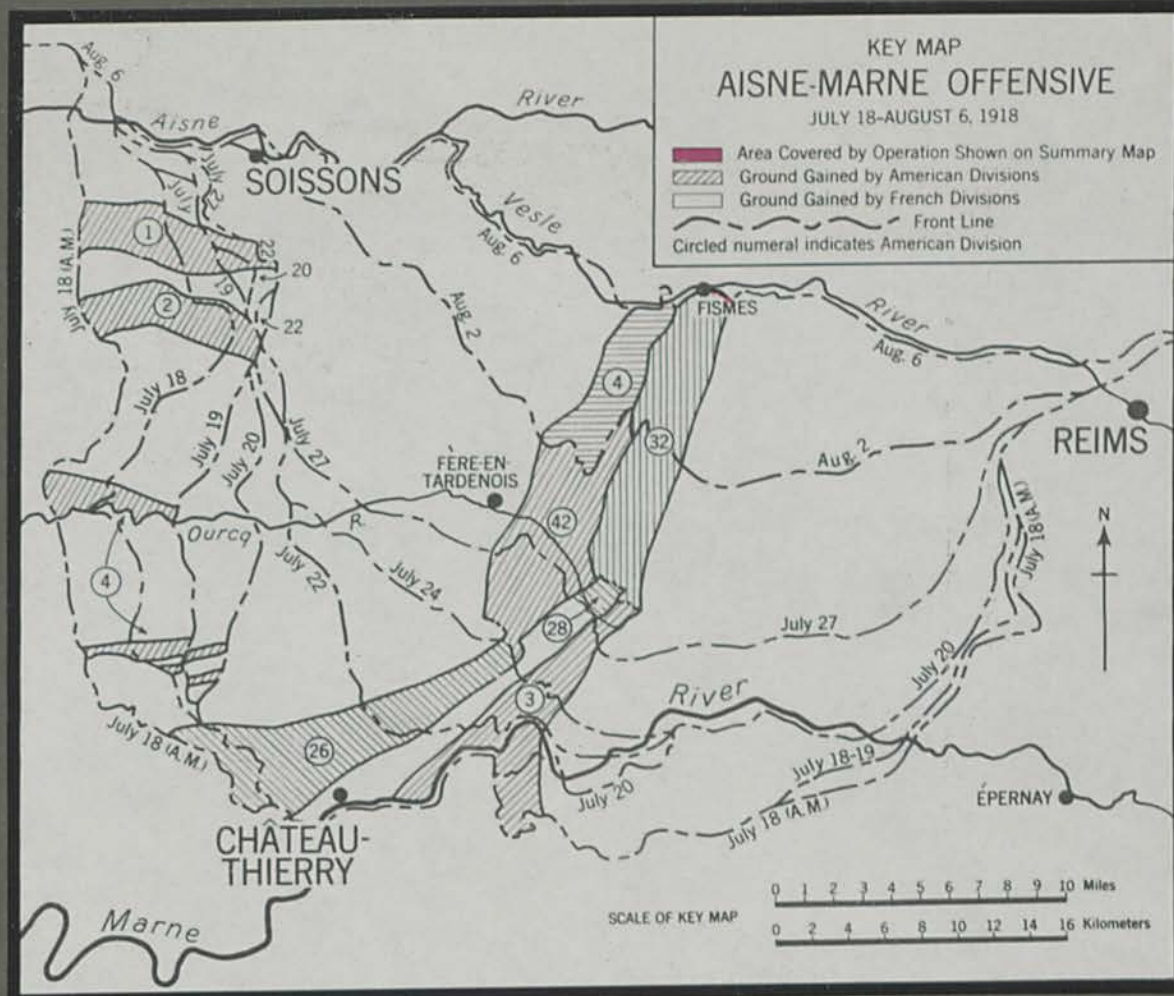 KEY MAP
AISNE-MARNE OFFENSIVE
JULY 18-AUGUST 6, 1918
Area Covered by Operation Shown on Summary Map
Ground Gained by American Divisions
Ground Gained by French Divisions
Front Line
Circled numeral indicates American Division
Aug. 6
Aisne
River
SOISSONS
July 22
July
Vesle
Aug. 6
1
22
20
19
July 18 (A.M.)
2
22
Aug. 2
FISMES
River
Aug. 6
REIMS
July 18
July 19
July 20
July 27
4
32
Aug. 2
FÈRE-EN-
TARDENOIS
Ourcq
R.
42
July 18 (A.M.)
N
4
July 22
July 24
28
July 27
July 20
3
River
July 18 (A.M.)
26
July 20
July 18-19
July 18 (A.M.)
ÉPERNAY
CHÂTEAU-
THIERRY
Marne
SCALE OF KEY MAP
0 1 2 3 4 5 6 7 8 9 10 Miles
0 2 4 6 8 10 12 14 16 Kilometers